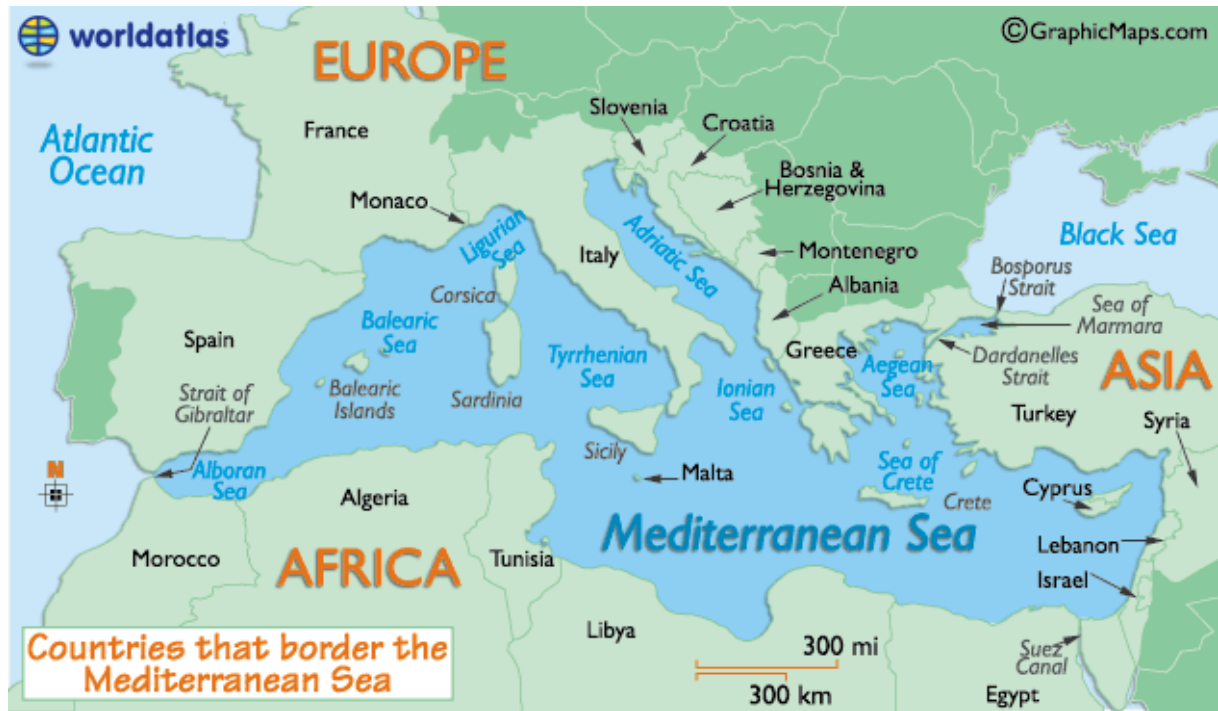 worldatlas
©GraphicMaps.com
EUROPE
Atlantic
Ocean
France
Slovenia
Croatia
Bosnia &
Herzegovina
Monaco
Ligurian
Sea
Italy
Adriatic Sea
Montenegro
Albania
Black Sea
Bosporus
Strait
Sea of
Marmara
Corsica
Balearic
Sea
Spain
Tyrrhenian
Sea
Greece
Aegean
Sea
Dardanelles
Strait
ASIA
Strait of
Gibraltar
Balearic
Islands
Sardinia
Ionian
Sea
Turkey
Syria
Sicily
Malta
Sea of
Crete
Crete
Cyprus
N
Alboran
Sea
Algeria
Mediterranean Sea
Lebanon
Israel
Morocco
AFRICA
Tunisia
Libya
Suez
Canal
Egypt
Countries that border the
Mediterranean Sea
300 mi
300 km